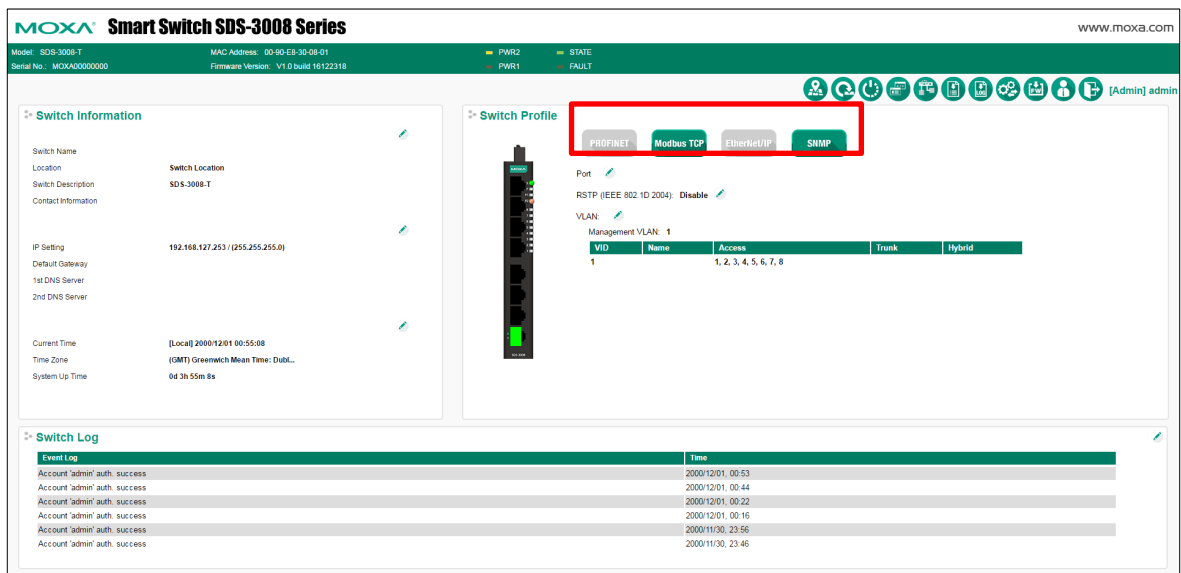 MOXA Smart Switch SDS-3008 Series
www.moxa.com
Model: SDS-3008-T MAC Address: 00-90-E8-30-08-01 PWR2 STATE
Serial No.: MOXA00000000 Firmware Version: V1.0 build 16122318 PWR1 FAULT
[Admin] admin
Switch Information
Switch Name
Location Switch Location
Switch Description SDS-3008-T
Contact Information
IP Setting 192.168.127.253 / (255.255.255.0)
Default Gateway
1st DNS Server
2nd DNS Server
Current Time [Local] 2000/12/01 00:55:08
Time Zone (GMT) Greenwich Mean Time: Dubl...
System Up Time 0d 3h 55m 8s
Switch Profile
PROFINET Modbus TCP EtherNet/IP SNMP
MOXA
Port
RSTP (IEEE 802.1D 2004): Disable
VLAN:
Management VLAN: 1
VID Name Access Trunk Hybrid
1 1, 2, 3, 4, 5, 6, 7, 8
Switch Log
Event Log Time
Account 'admin' auth. success 2000/12/01, 00:53
Account 'admin' auth. success 2000/12/01, 00:44
Account 'admin' auth. success 2000/12/01, 00:22
Account 'admin' auth. success 2000/12/01, 00:16
Account 'admin' auth. success 2000/11/30, 23:56
Account 'admin' auth. success 2000/11/30, 23:46